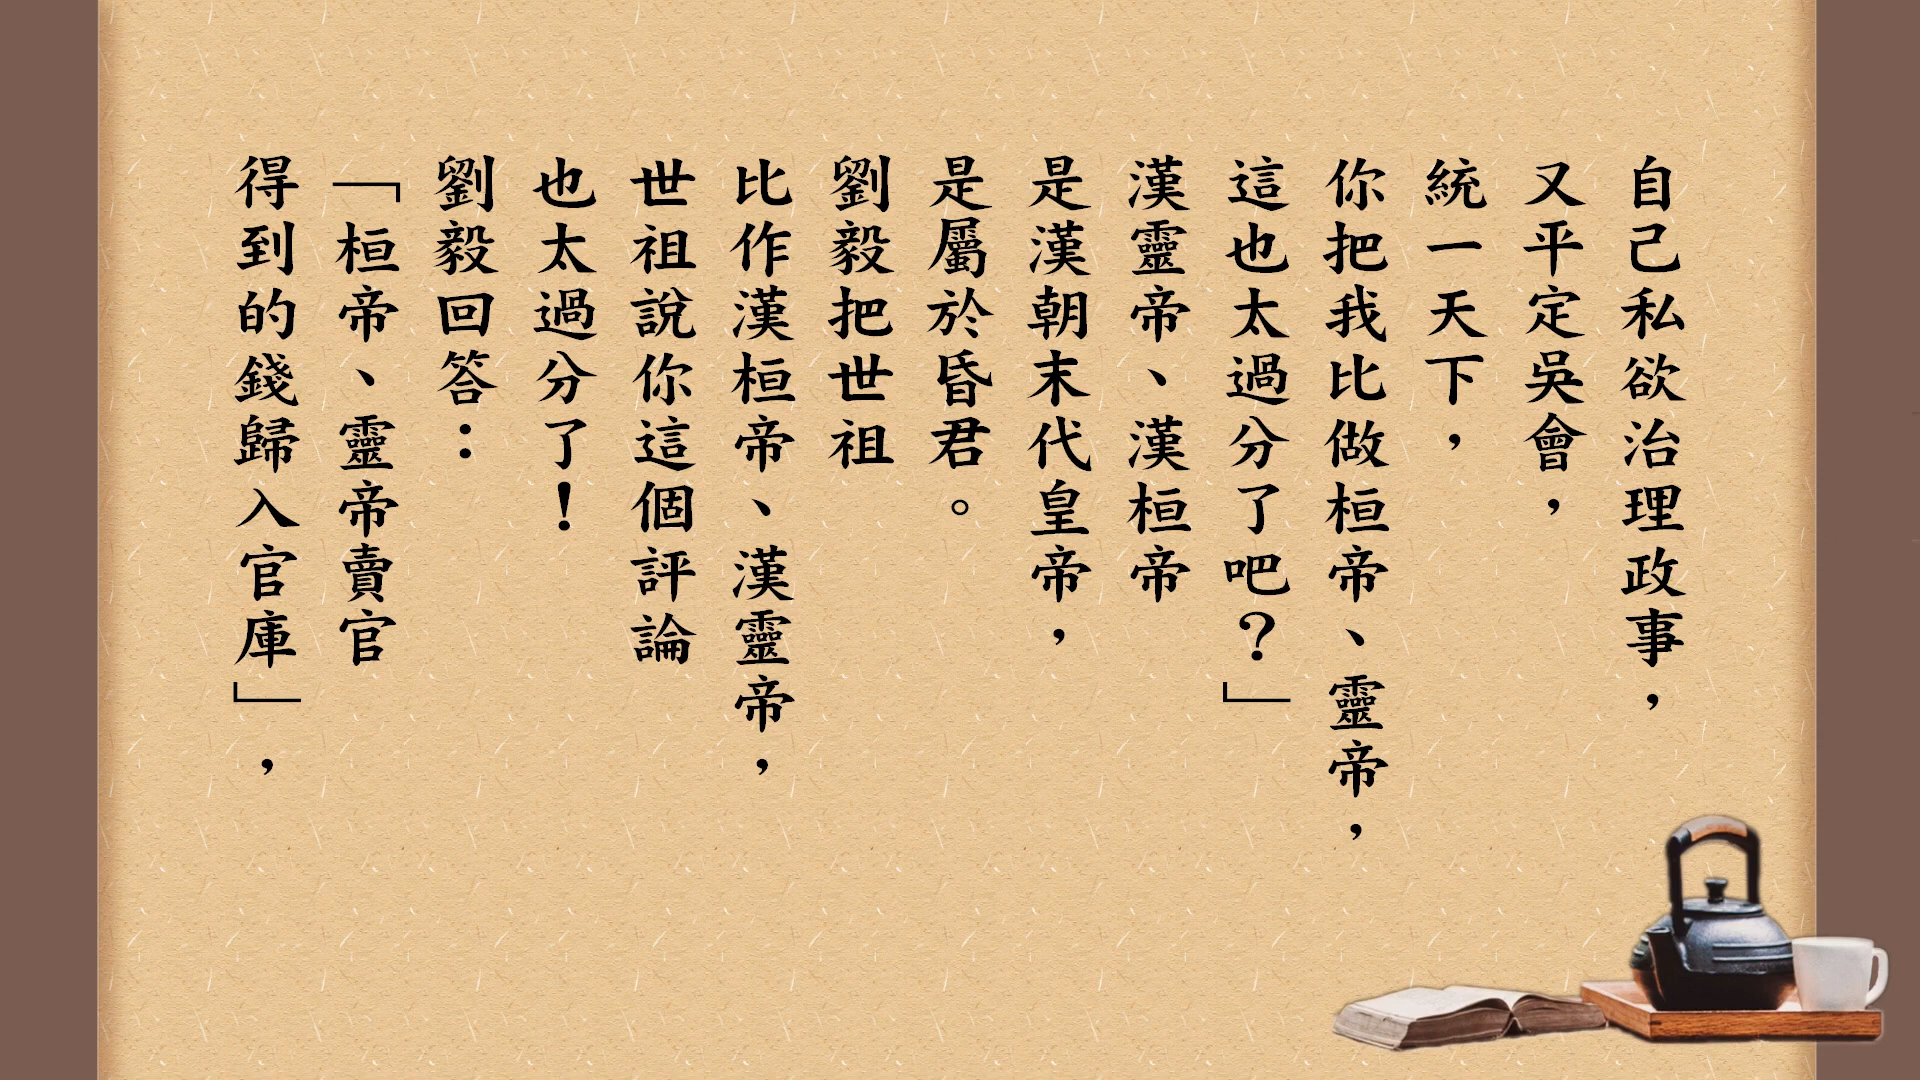 自己私欲治理政事，
又平定吳會，
統一天下，
你把我比做桓帝、靈帝，
這也太過分了吧？」
漢靈帝、漢桓帝
是漢朝末代皇帝，
是屬於昏君。
劉毅把世祖
比作漢桓帝、漢靈帝，
世祖說你這個評論
也太過分了！
劉毅回答：
「桓帝、靈帝賣官
得到的錢歸入官庫」，